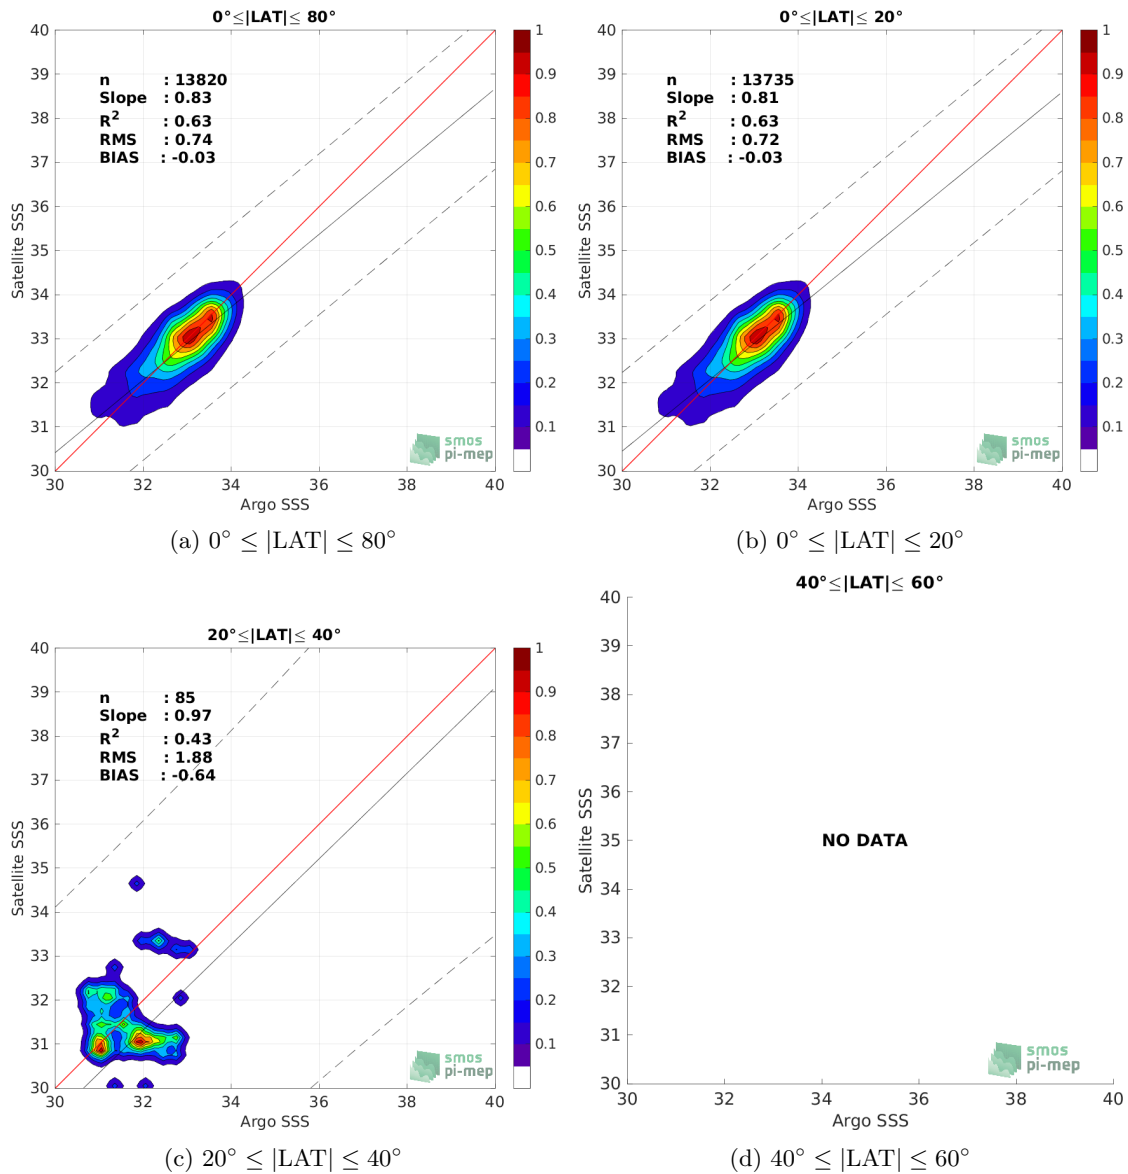 0°≤|LAT|≤ 80°
n : 13820
Slope : 0.83
R² : 0.63
RMS : 0.74
BIAS : -0.03
40
39
38
37
36
35
34
33
32
31
30
Satellite SSS
30 32 34 36 38 40
Argo SSS
1
0.9
0.8
0.7
0.6
0.5
0.4
0.3
0.2
0.1
smos
pi-mep
(a) 0° ≤ |LAT| ≤ 80°
0°≤|LAT|≤ 20°
n : 13735
Slope : 0.81
R² : 0.63
RMS : 0.72
BIAS : -0.03
40
39
38
37
36
35
34
33
32
31
30
Satellite SSS
30 32 34 36 38 40
Argo SSS
1
0.9
0.8
0.7
0.6
0.5
0.4
0.3
0.2
0.1
smos
pi-mep
(b) 0° ≤ |LAT| ≤ 20°
20°≤|LAT|≤ 40°
n : 85
Slope : 0.97
R² : 0.43
RMS : 1.88
BIAS : -0.64
40
39
38
37
36
35
34
33
32
31
30
Satellite SSS
30 32 34 36 38 40
Argo SSS
1
0.9
0.8
0.7
0.6
0.5
0.4
0.3
0.2
0.1
smos
pi-mep
(c) 20° ≤ |LAT| ≤ 40°
40°≤|LAT|≤ 60°
40
39
38
37
36
35
34
33
32
31
30
Satellite SSS
NO DATA
30 32 34 36 38 40
Argo SSS
smos
pi-mep
(d) 40° ≤ |LAT| ≤ 60°